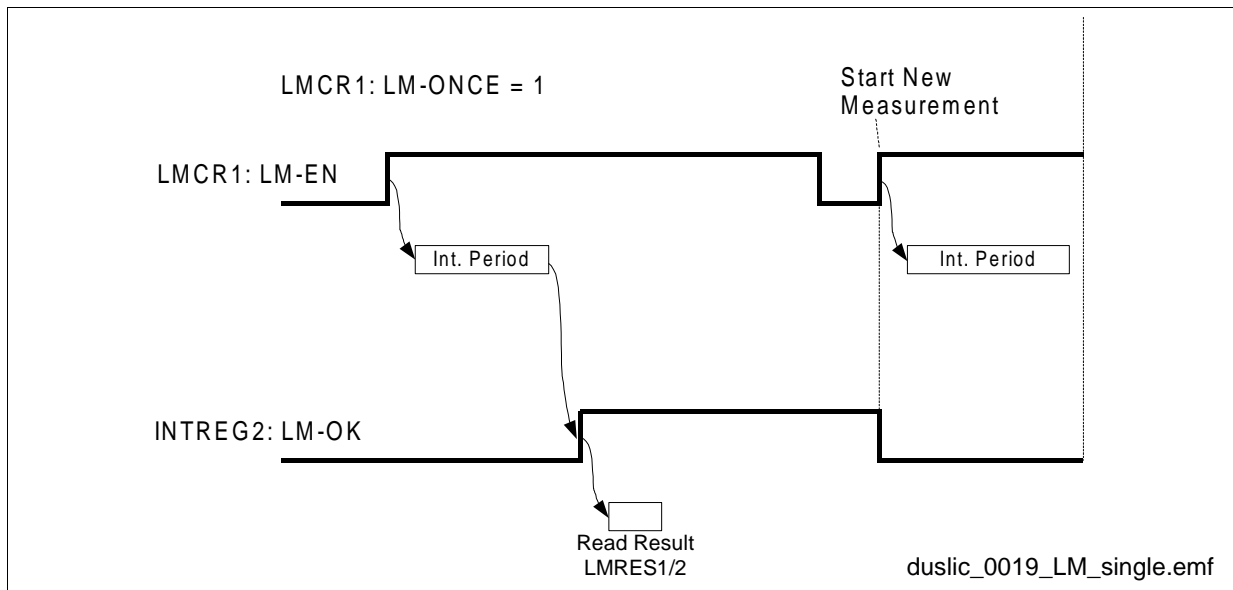 LMCR1: LM-ONCE = 1
Start New
Measurement
LMCR1: LM-EN
Int. Period
Int. Period
INTREG2: LM-OK
Read Result
LMRES1/2
duslic_0019_LM_single.emf